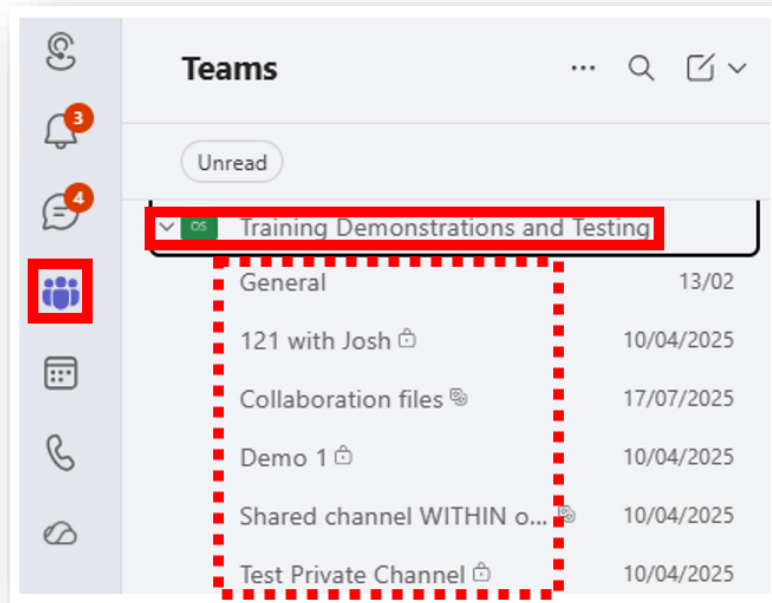 Teams
3
Unread
4
OS Training Demonstrations and Testing
General 13/02
121 with Josh 10/04/2025
Collaboration files 17/07/2025
Demo 1 10/04/2025
Shared channel WITHIN o... 10/04/2025
Test Private Channel 10/04/2025